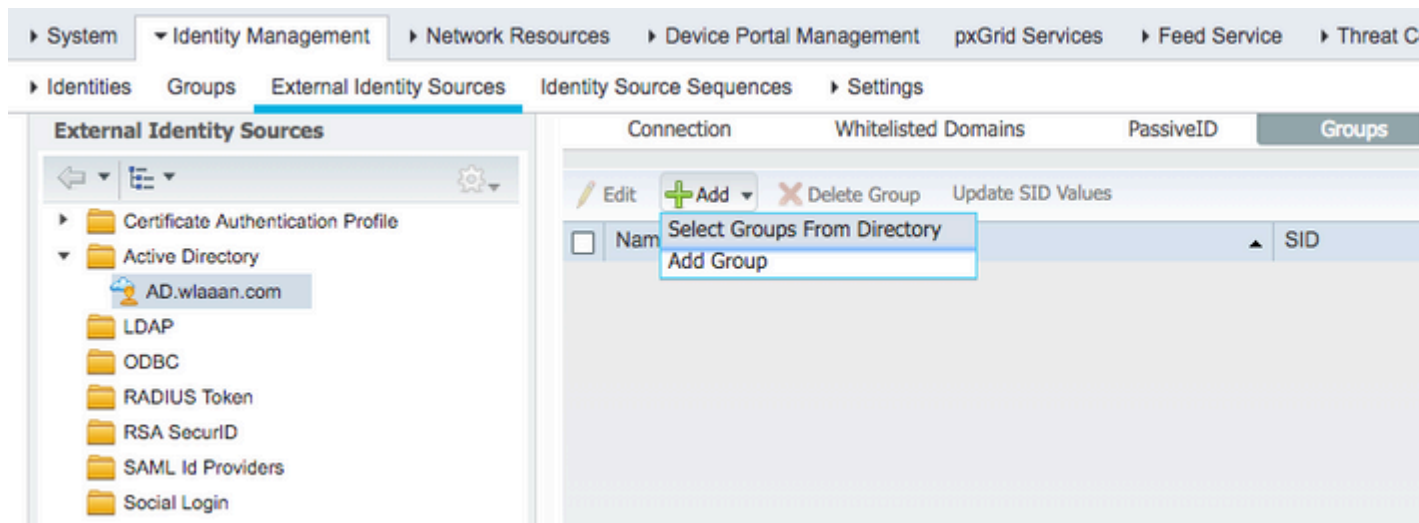 System Identity Management Network Resources Device Portal Management pxGrid Services Feed Service Threat C
Identities Groups External Identity Sources Identity Source Sequences Settings
External Identity Sources
Connection Whitelisted Domains PassiveID Groups
Edit Add Delete Group Update SID Values
Select Groups From Directory
Add Group
Nam SID
Certificate Authentication Profile
Active Directory
AD.wlaaan.com
LDAP
ODBC
RADIUS Token
RSA SecurID
SAML Id Providers
Social Login